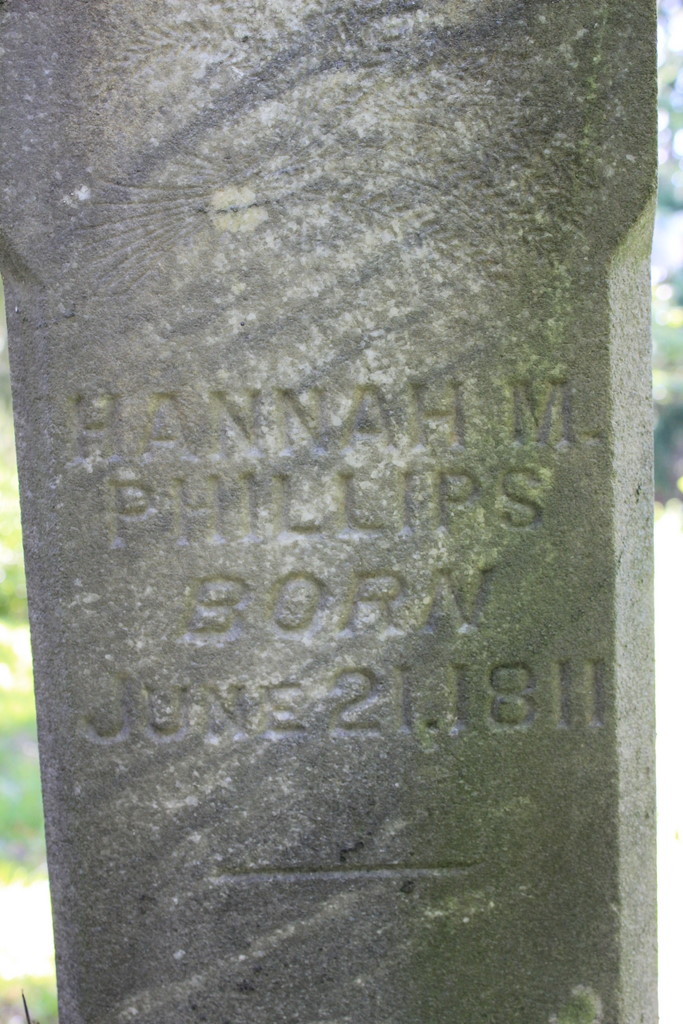 HANNAH M.
PHILLIPS
BORN
JUNE 21, 1811